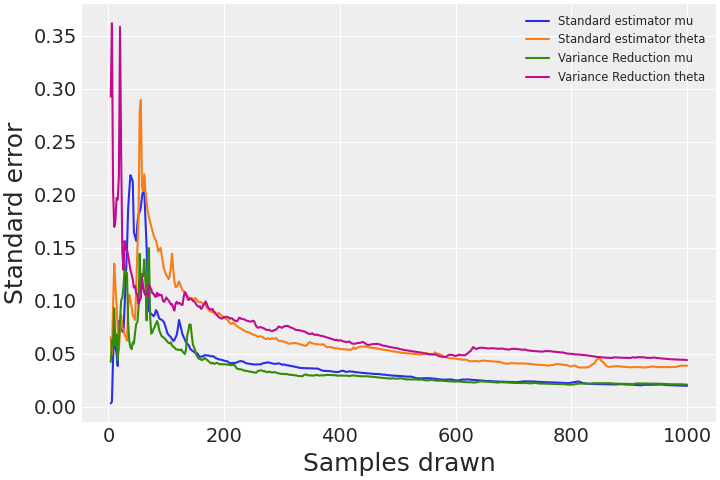 Standard estimator mu
Standard estimator theta
Variance Reduction mu
Variance Reduction theta
Standard error
0.35
0.30
0.25
0.20
0.15
0.10
0.05
0.00
0 200 400 600 800 1000
Samples drawn